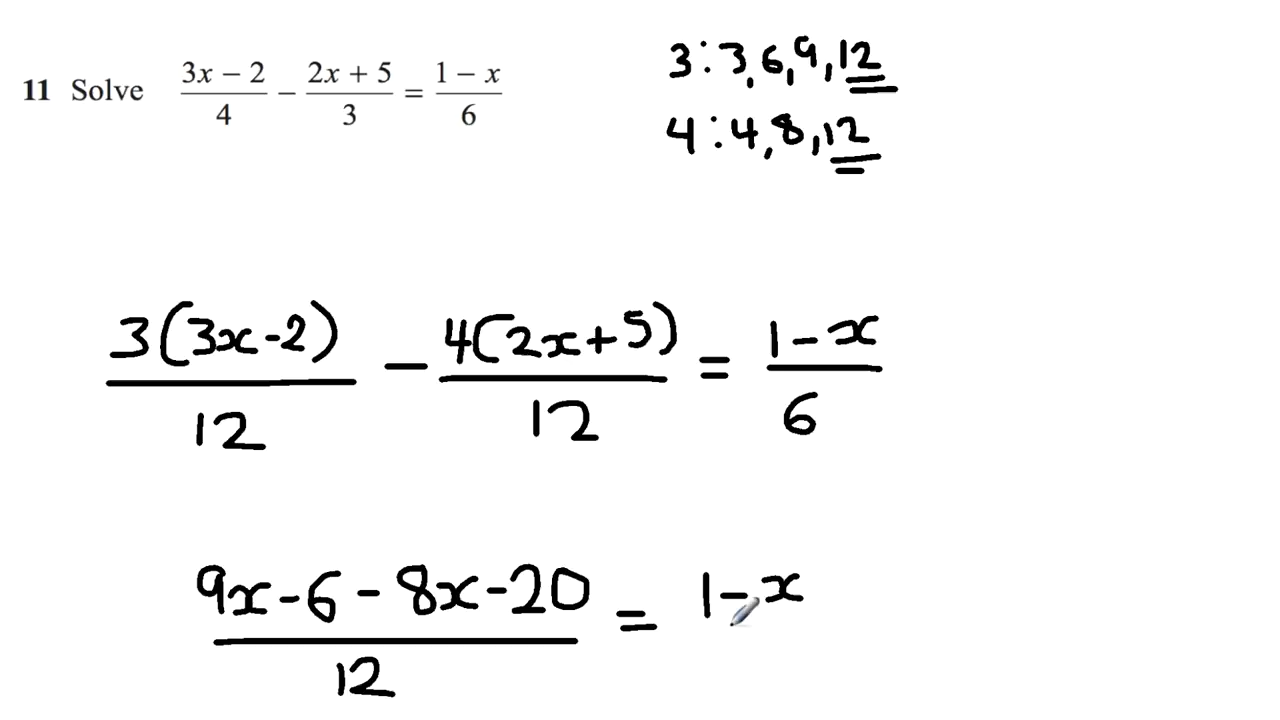 11 Solve (3x − 2)/4 − (2x + 5)/3 = (1 − x)/6
3 : 3, 6, 9, 12
4 : 4, 8, 12
3(3x-2)/12 − 4(2x+5)/12 = (1-x)/6
(9x-6-8x-20)/12 = 1-x